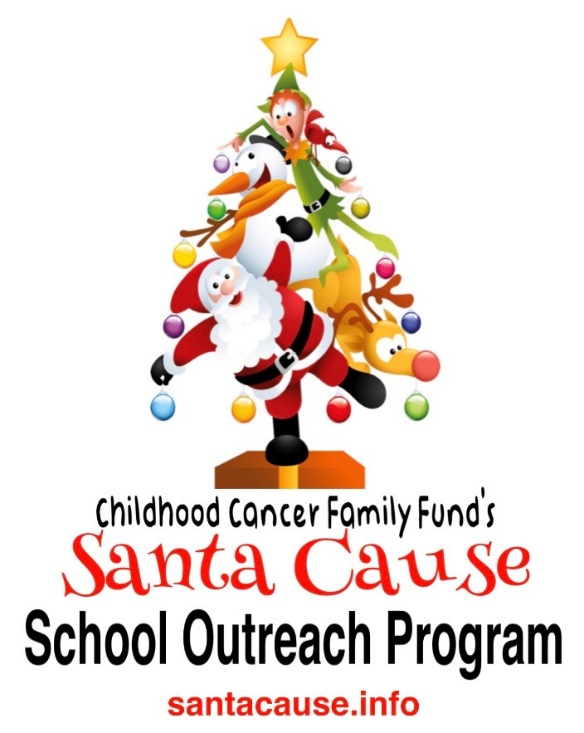 Childhood Cancer Family Fund's
Santa Cause
School Outreach Program
santacause.info